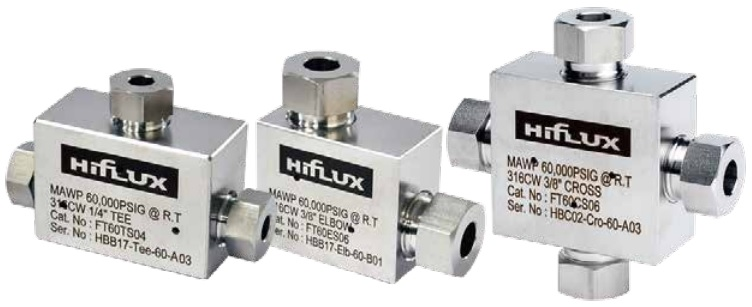 HIFLUX
MAWP 60,000PSIG @ R.T
316CW 1/4" TEE
Cat. No : FT60TS04
Ser. No : HBB17-Tee-60-A03
HIFLUX
MAWP 60,000PSIG @ R.T
316CW 3/8" ELBOW
Cat. No : FT60ES06
Ser. No : HBB17-Elb-60-B01
HIFLUX
MAWP 60,000PSIG @ R.T
316CW 3/8" CROSS
Cat. No : FT60CS06
Ser. No : HBC02-Cro-60-A03